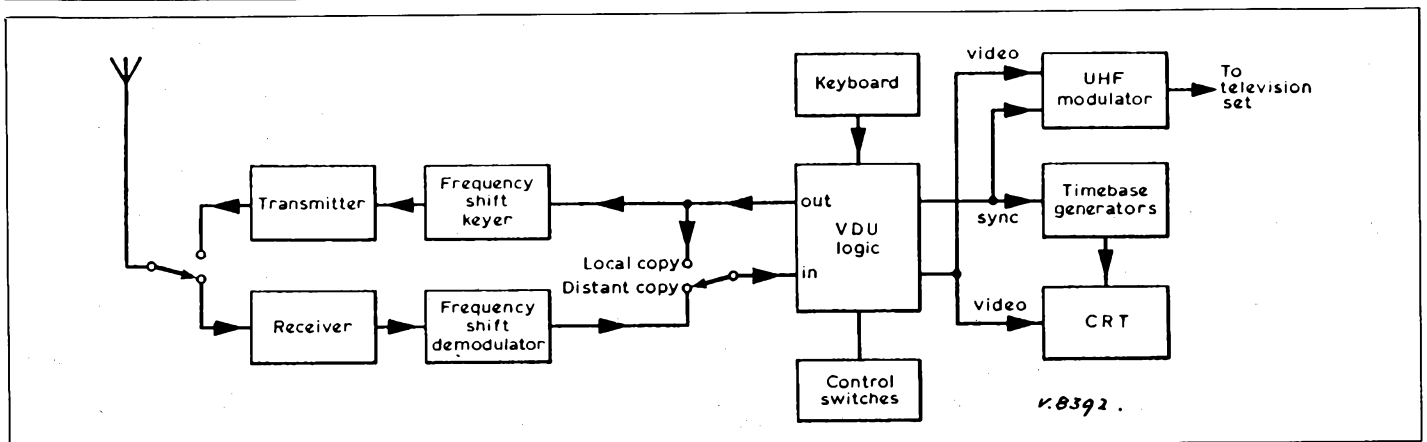 Keyboard
video
UHF
modulator
To
television
set
Transmitter
Frequency
shift
keyer
out
VDU
logic
in
sync
Timebase
generators
Local copy
Distant copy
Receiver
Frequency
shift
demodulator
video
CRT
Control
switches
V.8392.